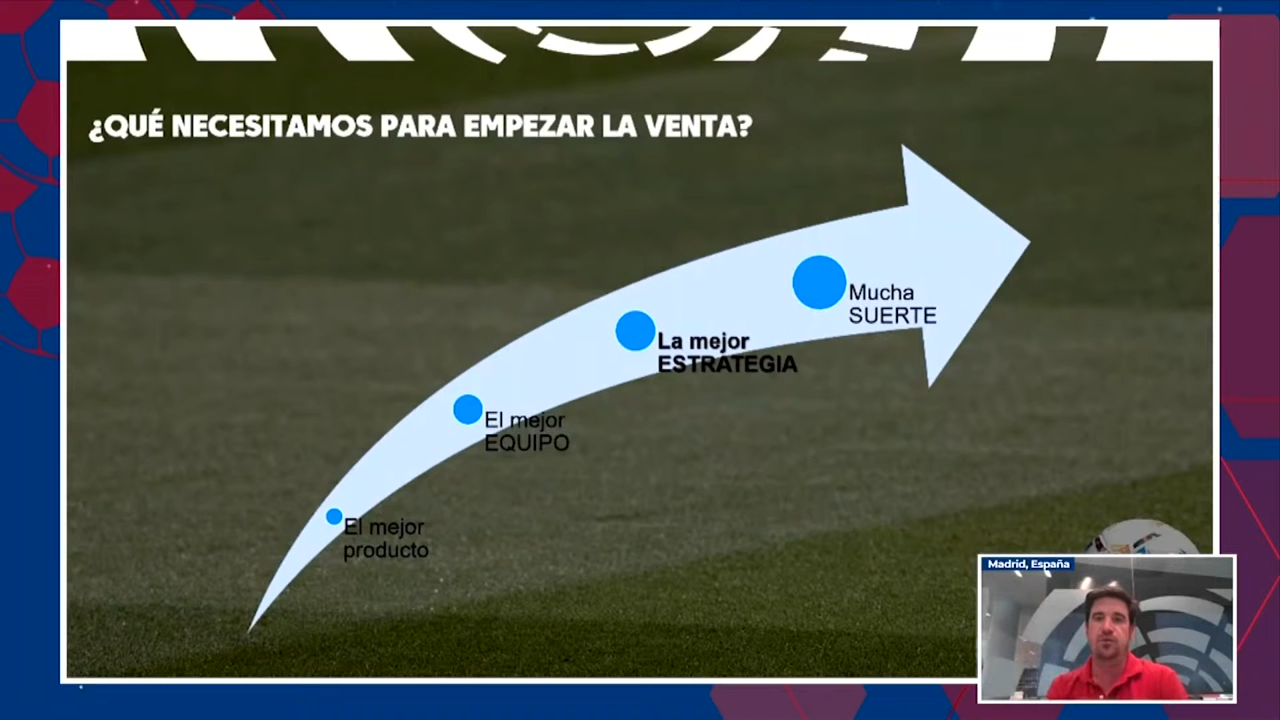 ¿QUÉ NECESITAMOS PARA EMPEZAR LA VENTA?
Mucha
SUERTE
La mejor
ESTRATEGIA
El mejor
EQUIPO
El mejor
producto
Madrid, España